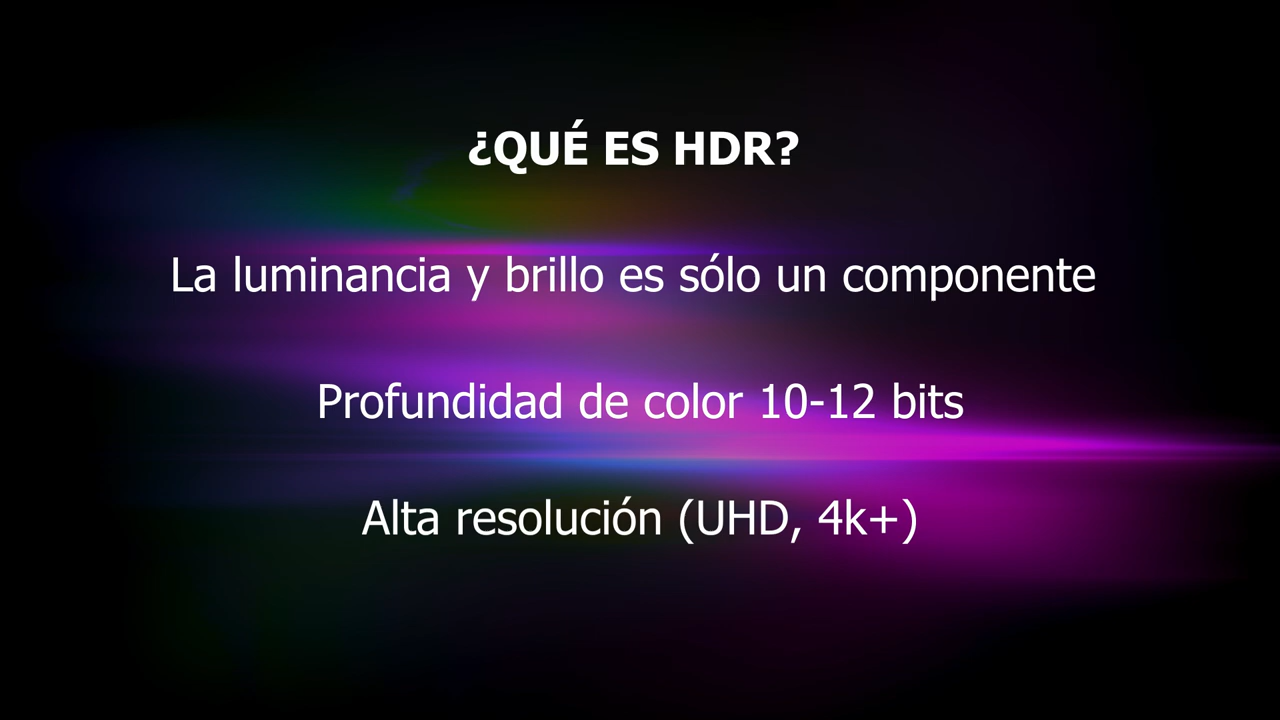 ¿QUÉ ES HDR?
La luminancia y brillo es sólo un componente
Profundidad de color 10-12 bits
Alta resolución (UHD, 4k+)